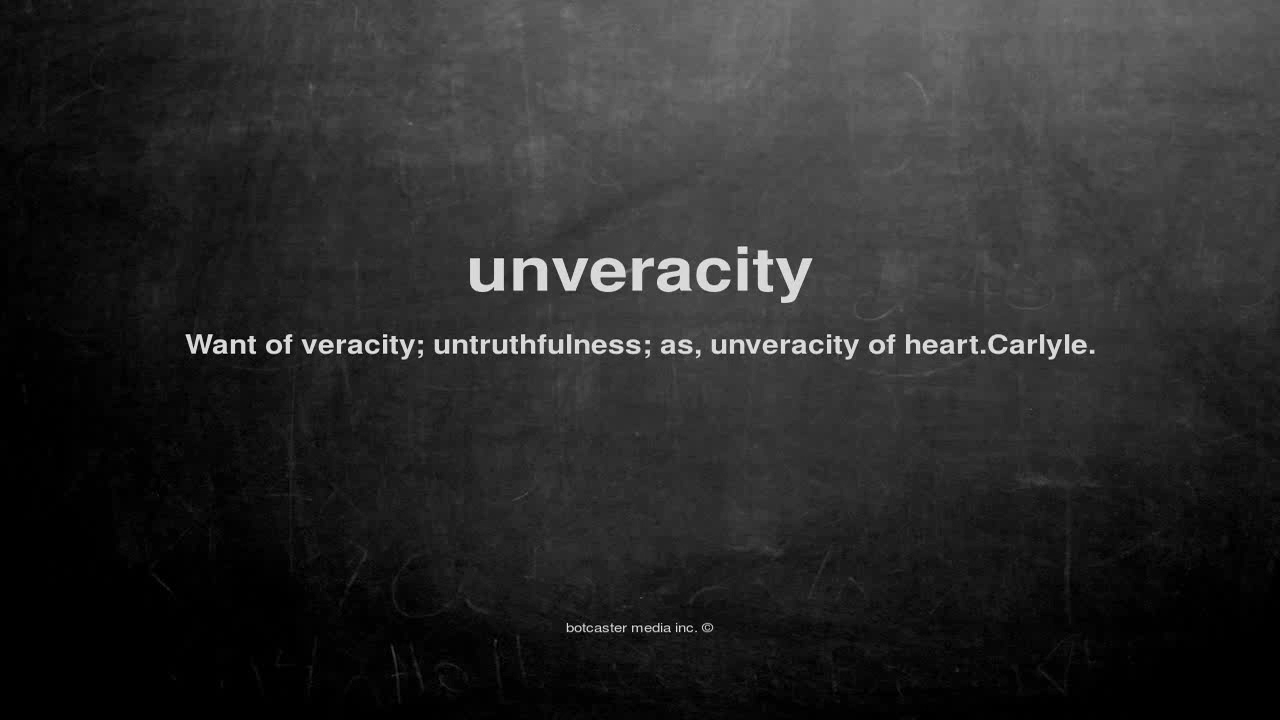 unveracity
Want of veracity; untruthfulness; as, unveracity of heart.Carlyle.
botcaster media inc. ©